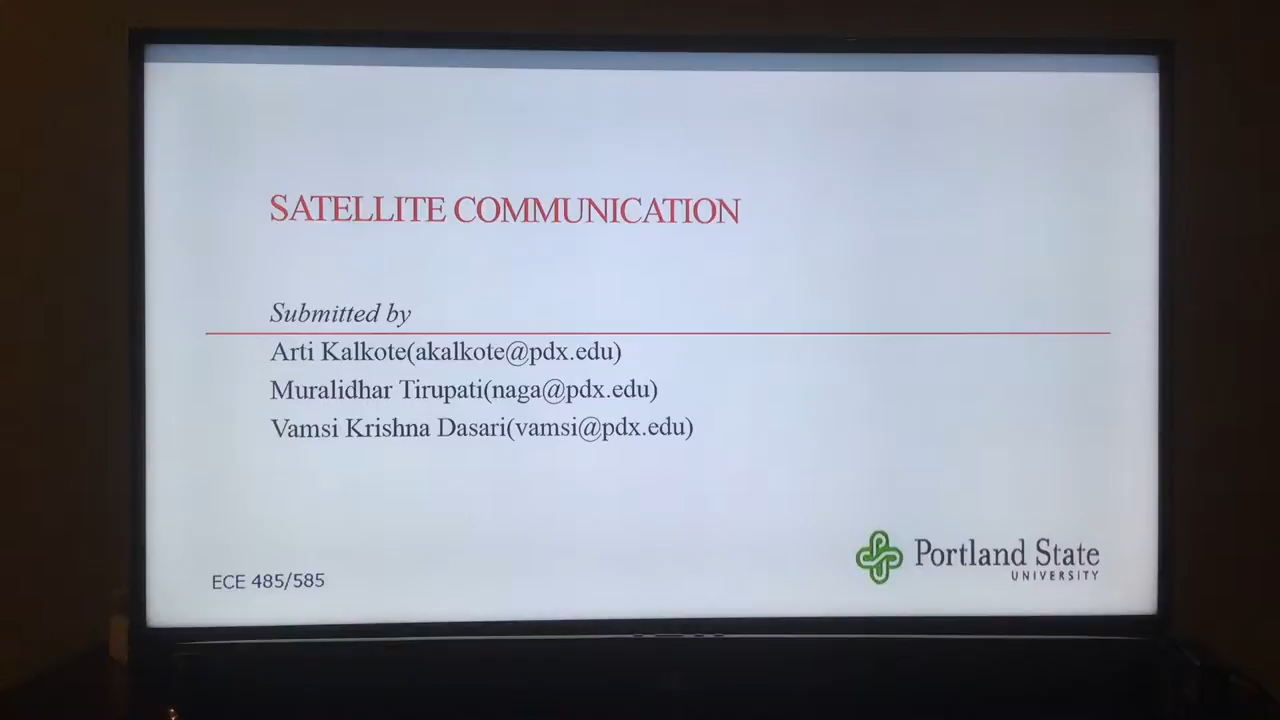 SATELLITE COMMUNICATION
Submitted by
Arti Kalkote(akalkote@pdx.edu)
Muralidhar Tirupati(naga@pdx.edu)
Vamsi Krishna Dasari(vamsi@pdx.edu)
Portland State
UNIVERSITY
ECE 485/585